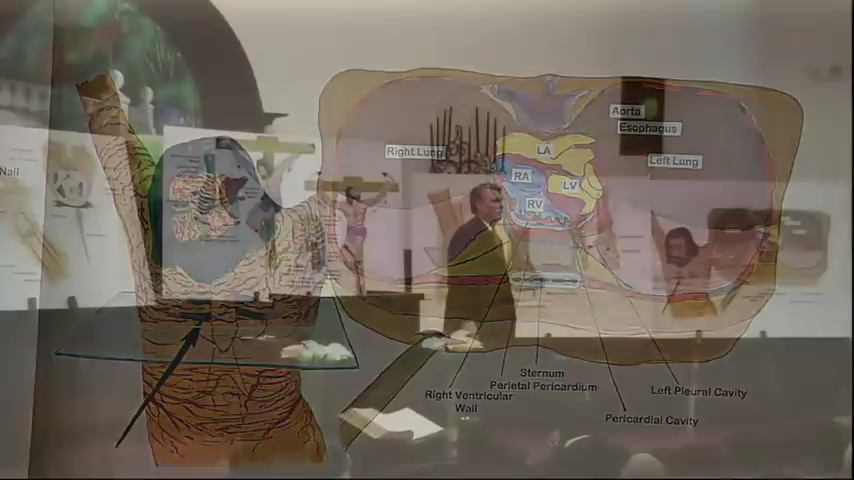 Aorta
Esophagus
Right Lung
LA
Left Lung
Nail
RA
LV
RV
Sternum
Perietal Pericardium
Right Ventricular
Wall
Left Pleural Cavity
Pericardial Cavity